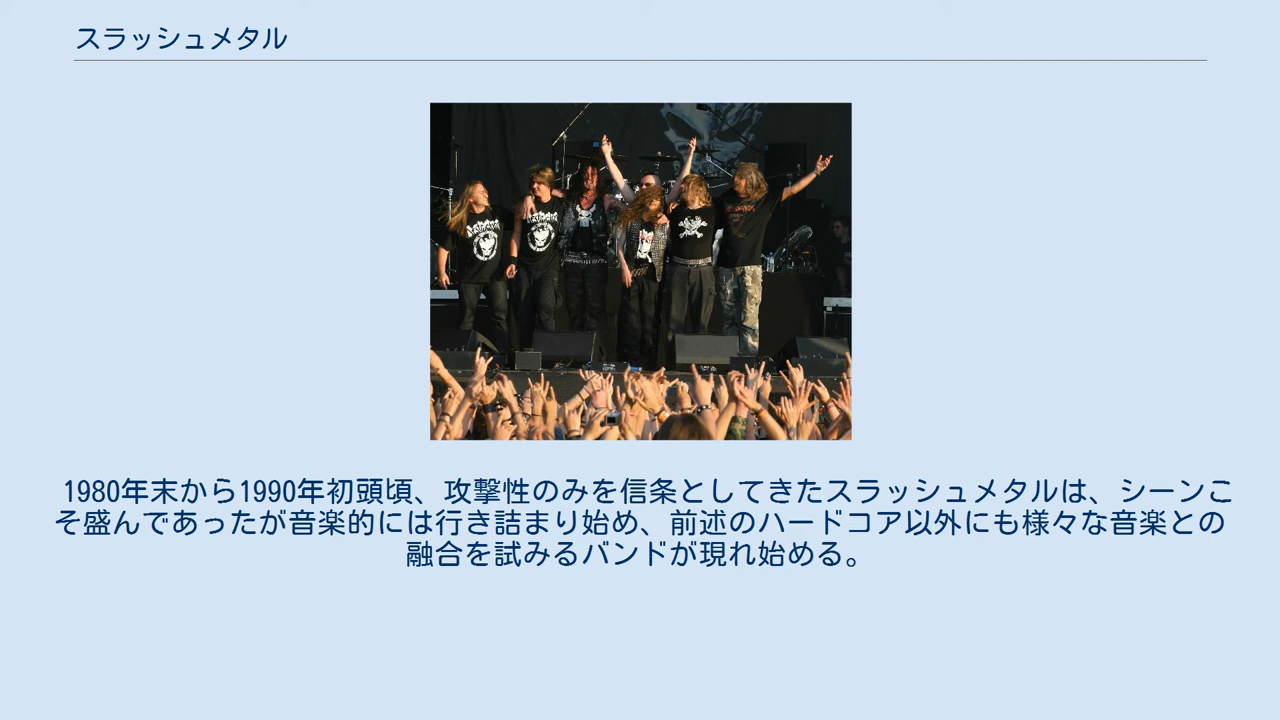 スラッシュメタル
1980年末から1990年初頭頃、攻撃性のみを信条としてきたスラッシュメタルは、シーンこ
そ盛んであったが音楽的には行き詰まり始め、前述のハードコア以外にも様々な音楽との
融合を試みるバンドが現れ始める。